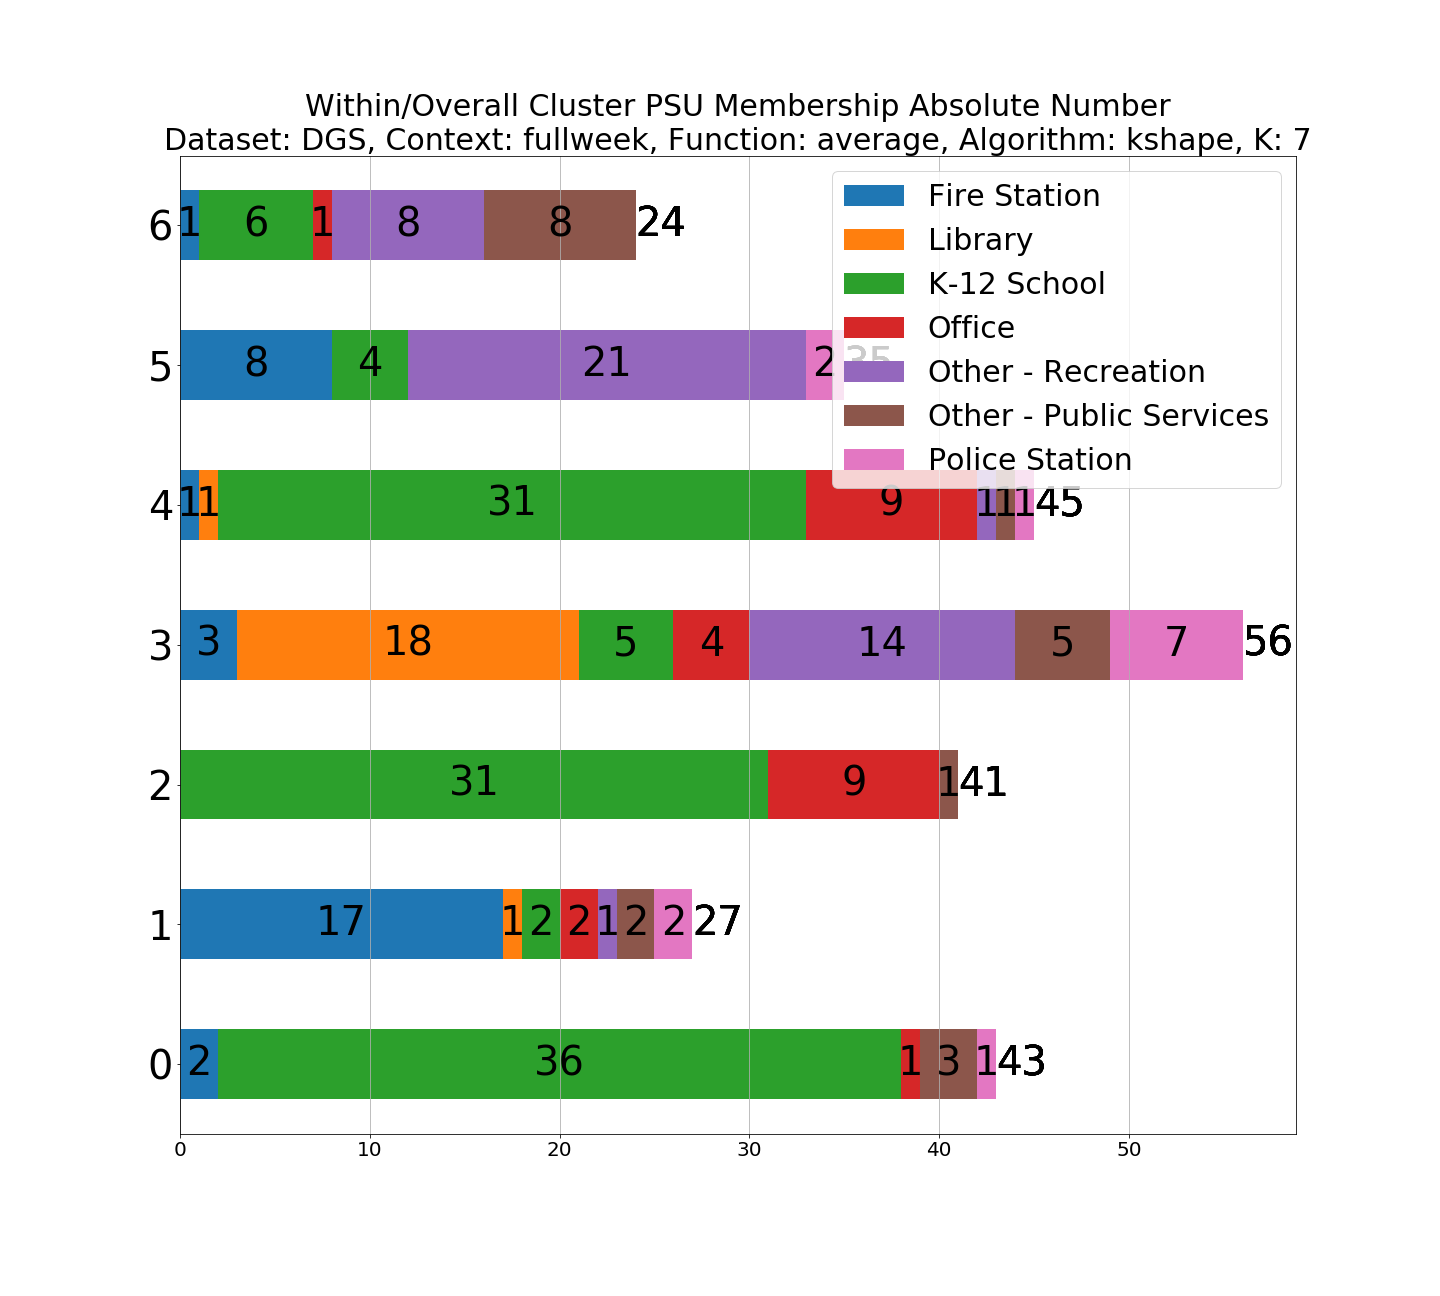 Within/Overall Cluster PSU Membership Absolute Number
Dataset: DGS, Context: fullweek, Function: average, Algorithm: kshape, K: 7
Fire Station
Library
K-12 School
Office
Other - Recreation
Other - Public Services
Police Station
6 1 6 1 8 8 24
5 8 4 21 2 35
4 1 1 31 9 1 1 1 45
3 3 18 5 4 14 5 7 56
2 31 9 1 41
1 17 1 2 2 1 2 2 27
0 2 36 1 3 1 43
0 10 20 30 40 50